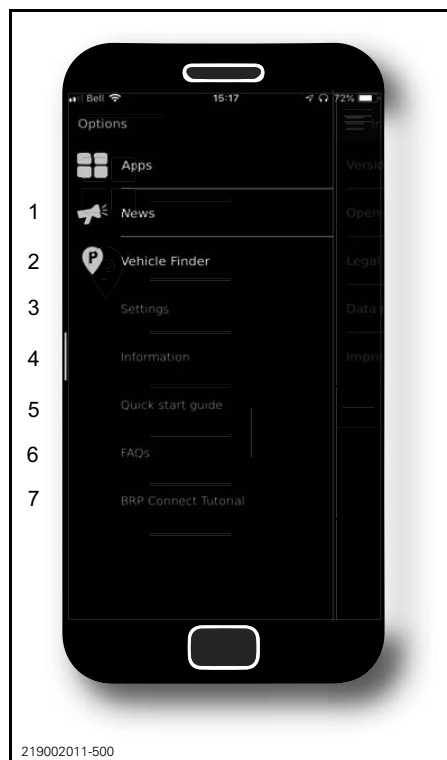 Bell 15:17 72%
Options
Apps
Versio
1 News
Open
2 Vehicle Finder
Legal
3 Settings
Data
4 Information
Imprin
5 Quick start guide
6 FAQs
7 BRP Connect Tutorial
219002011-500